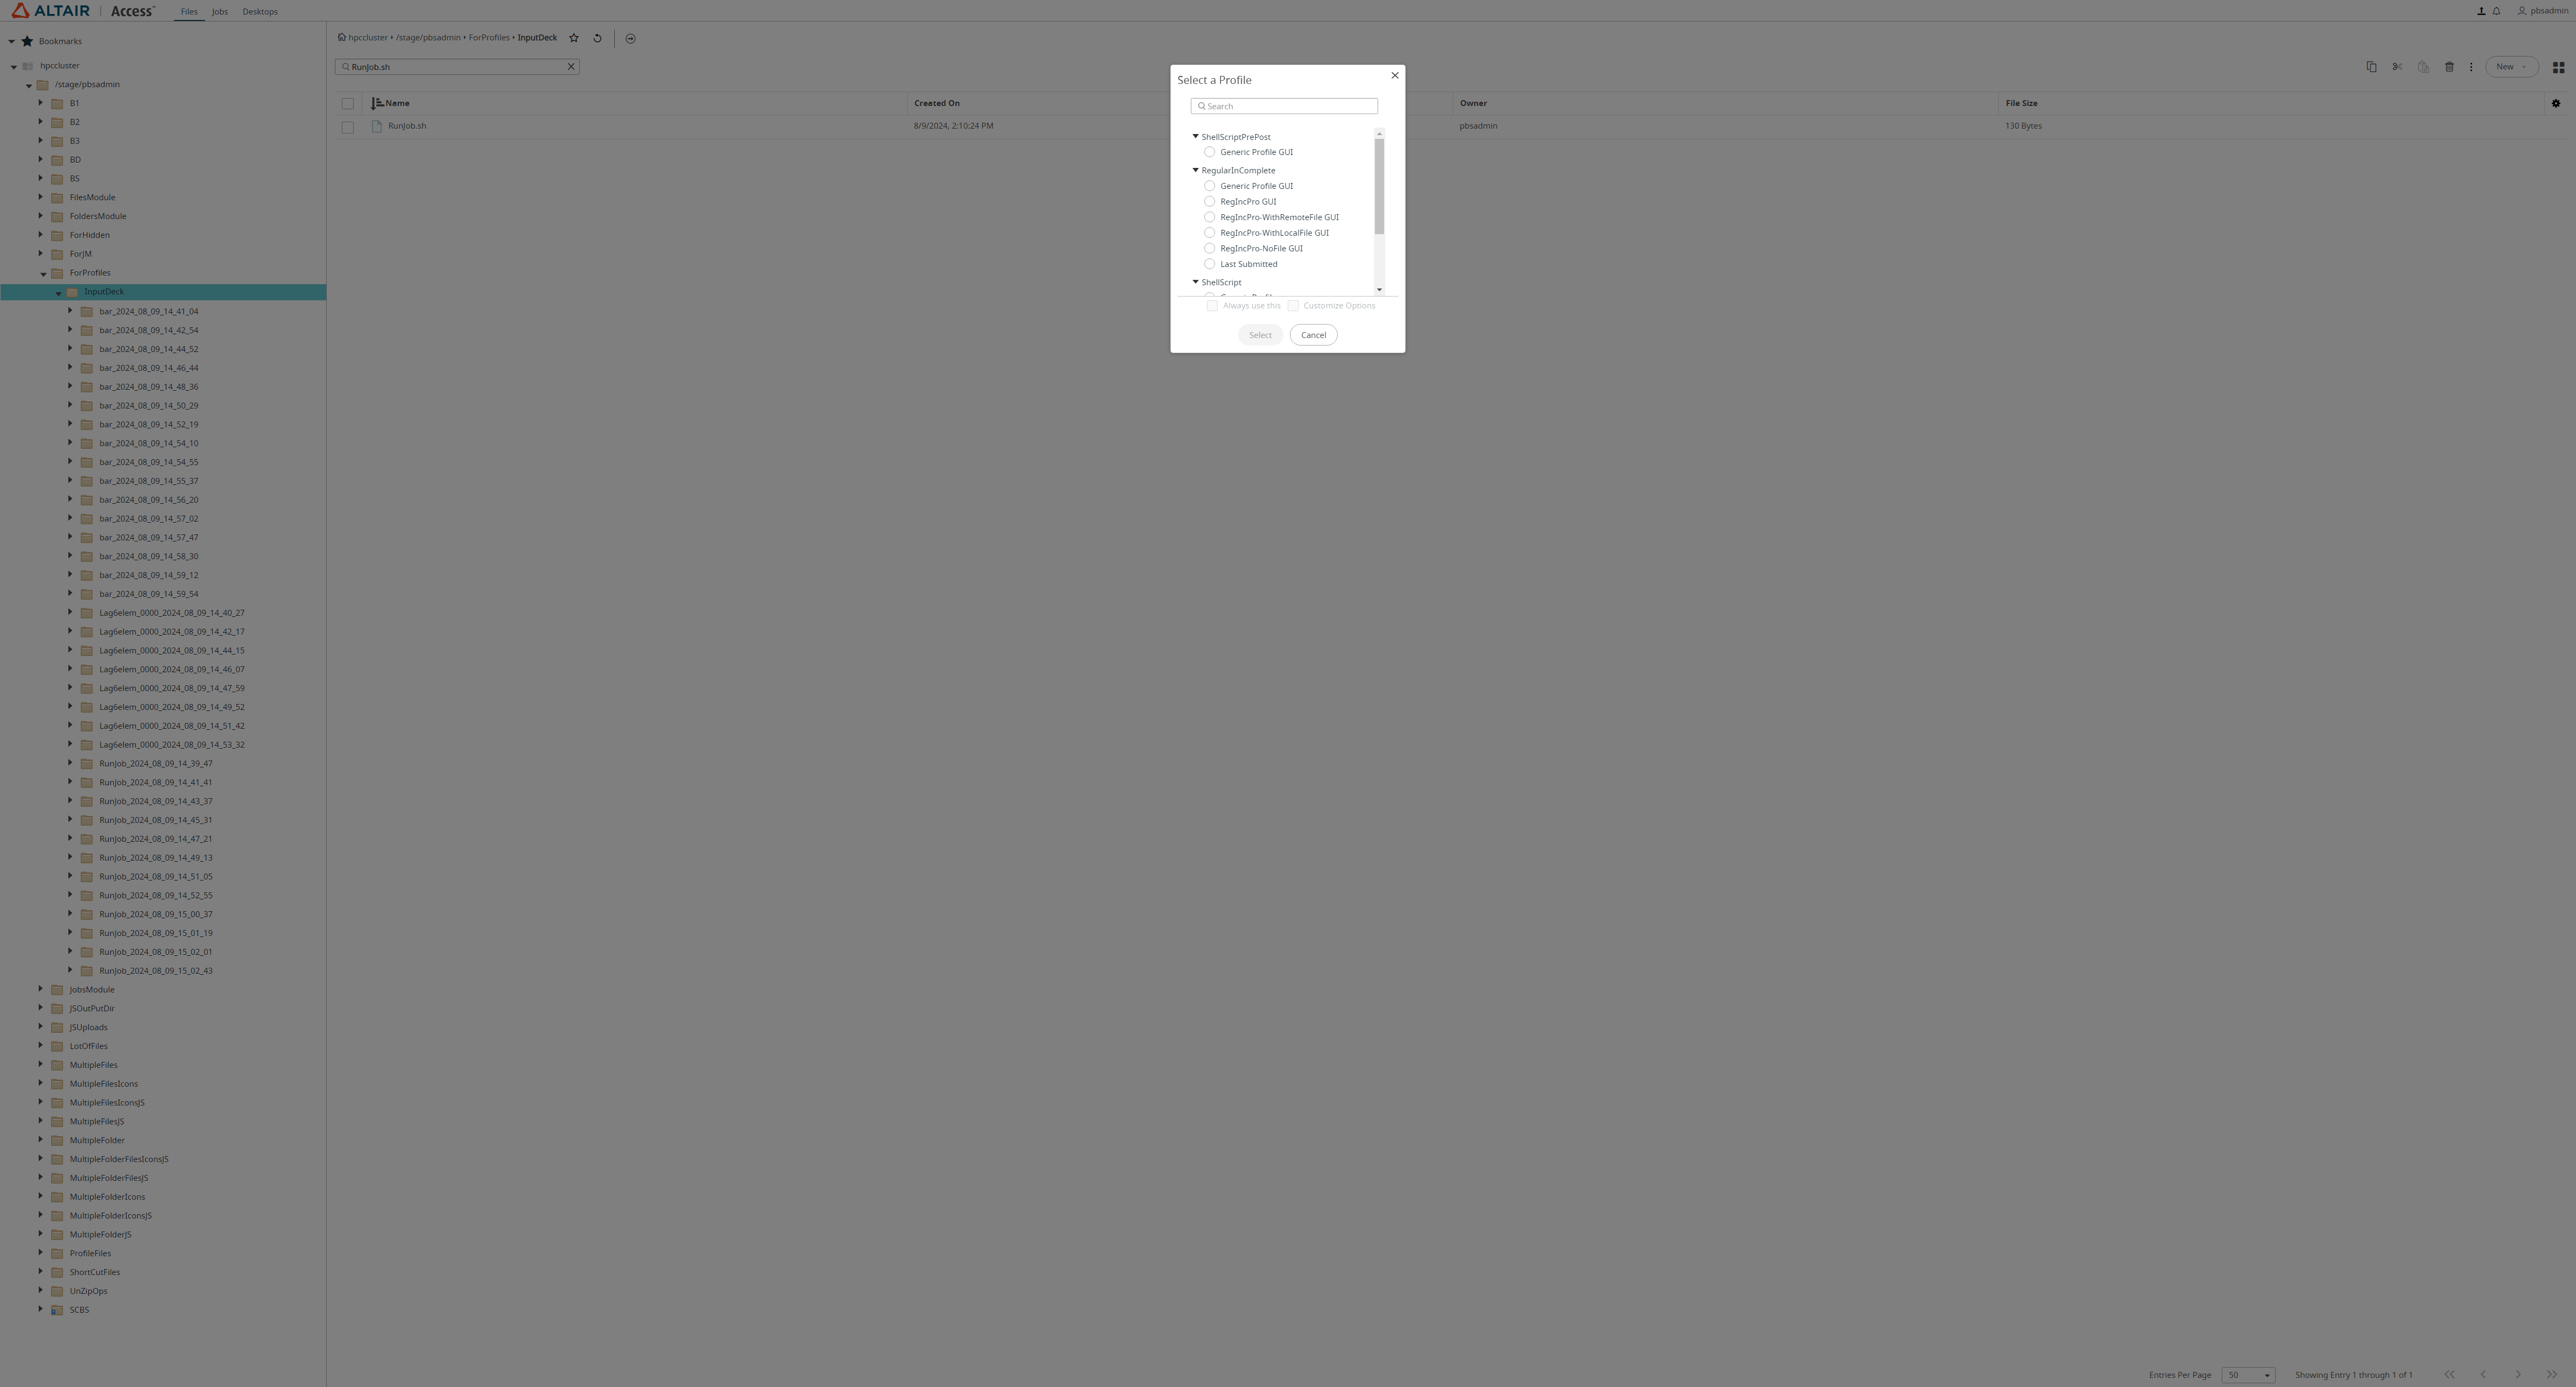 ALTAIR | Access™ Files Jobs Desktops pbsadmin
Bookmarks
hpccluster
/stage/pbsadmin
B1
B2
B3
BD
BS
FilesModule
FoldersModule
ForHidden
ForJM
ForProfiles
InputDeck
bar_2024_08_09_14_41_04
bar_2024_08_09_14_42_54
bar_2024_08_09_14_44_52
bar_2024_08_09_14_46_44
bar_2024_08_09_14_48_36
bar_2024_08_09_14_50_29
bar_2024_08_09_14_52_19
bar_2024_08_09_14_54_10
bar_2024_08_09_14_54_55
bar_2024_08_09_14_55_37
bar_2024_08_09_14_56_20
bar_2024_08_09_14_57_02
bar_2024_08_09_14_57_47
bar_2024_08_09_14_58_30
bar_2024_08_09_14_59_12
bar_2024_08_09_14_59_54
Lag6elem_0000_2024_08_09_14_40_27
Lag6elem_0000_2024_08_09_14_42_17
Lag6elem_0000_2024_08_09_14_44_15
Lag6elem_0000_2024_08_09_14_46_07
Lag6elem_0000_2024_08_09_14_47_59
Lag6elem_0000_2024_08_09_14_49_52
Lag6elem_0000_2024_08_09_14_51_42
Lag6elem_0000_2024_08_09_14_53_32
RunJob_2024_08_09_14_39_47
RunJob_2024_08_09_14_41_41
RunJob_2024_08_09_14_43_37
RunJob_2024_08_09_14_45_31
RunJob_2024_08_09_14_47_21
RunJob_2024_08_09_14_49_13
RunJob_2024_08_09_14_51_05
RunJob_2024_08_09_14_52_55
RunJob_2024_08_09_15_00_37
RunJob_2024_08_09_15_01_19
RunJob_2024_08_09_15_02_01
RunJob_2024_08_09_15_02_43
JobsModule
JSOutPutDir
JSUploads
LotOfFiles
MultipleFiles
MultipleFilesIcons
MultipleFilesIconsJS
MultipleFilesJS
MultipleFolder
MultipleFolderFilesIconsJS
MultipleFolderFilesJS
MultipleFolderIcons
MultipleFolderIconsJS
MultipleFolderJS
ProfileFiles
ShortCutFiles
UnZipOps
SCBS
hpccluster /stage/pbsadmin ForProfiles InputDeck
RunJob.sh
New
Name Created On Owner File Size
RunJob.sh 8/9/2024, 2:10:24 PM pbsadmin 130 Bytes
Select a Profile
Search
ShellScriptPrePost
Generic Profile GUI
RegularInComplete
Generic Profile GUI
RegIncPro GUI
RegIncPro-WithRemoteFile GUI
RegIncPro-WithLocalFile GUI
RegIncPro-NoFile GUI
Last Submitted
ShellScript
Always use this Customize Options
Select Cancel
Entries Per Page 50 Showing Entry 1 through 1 of 1